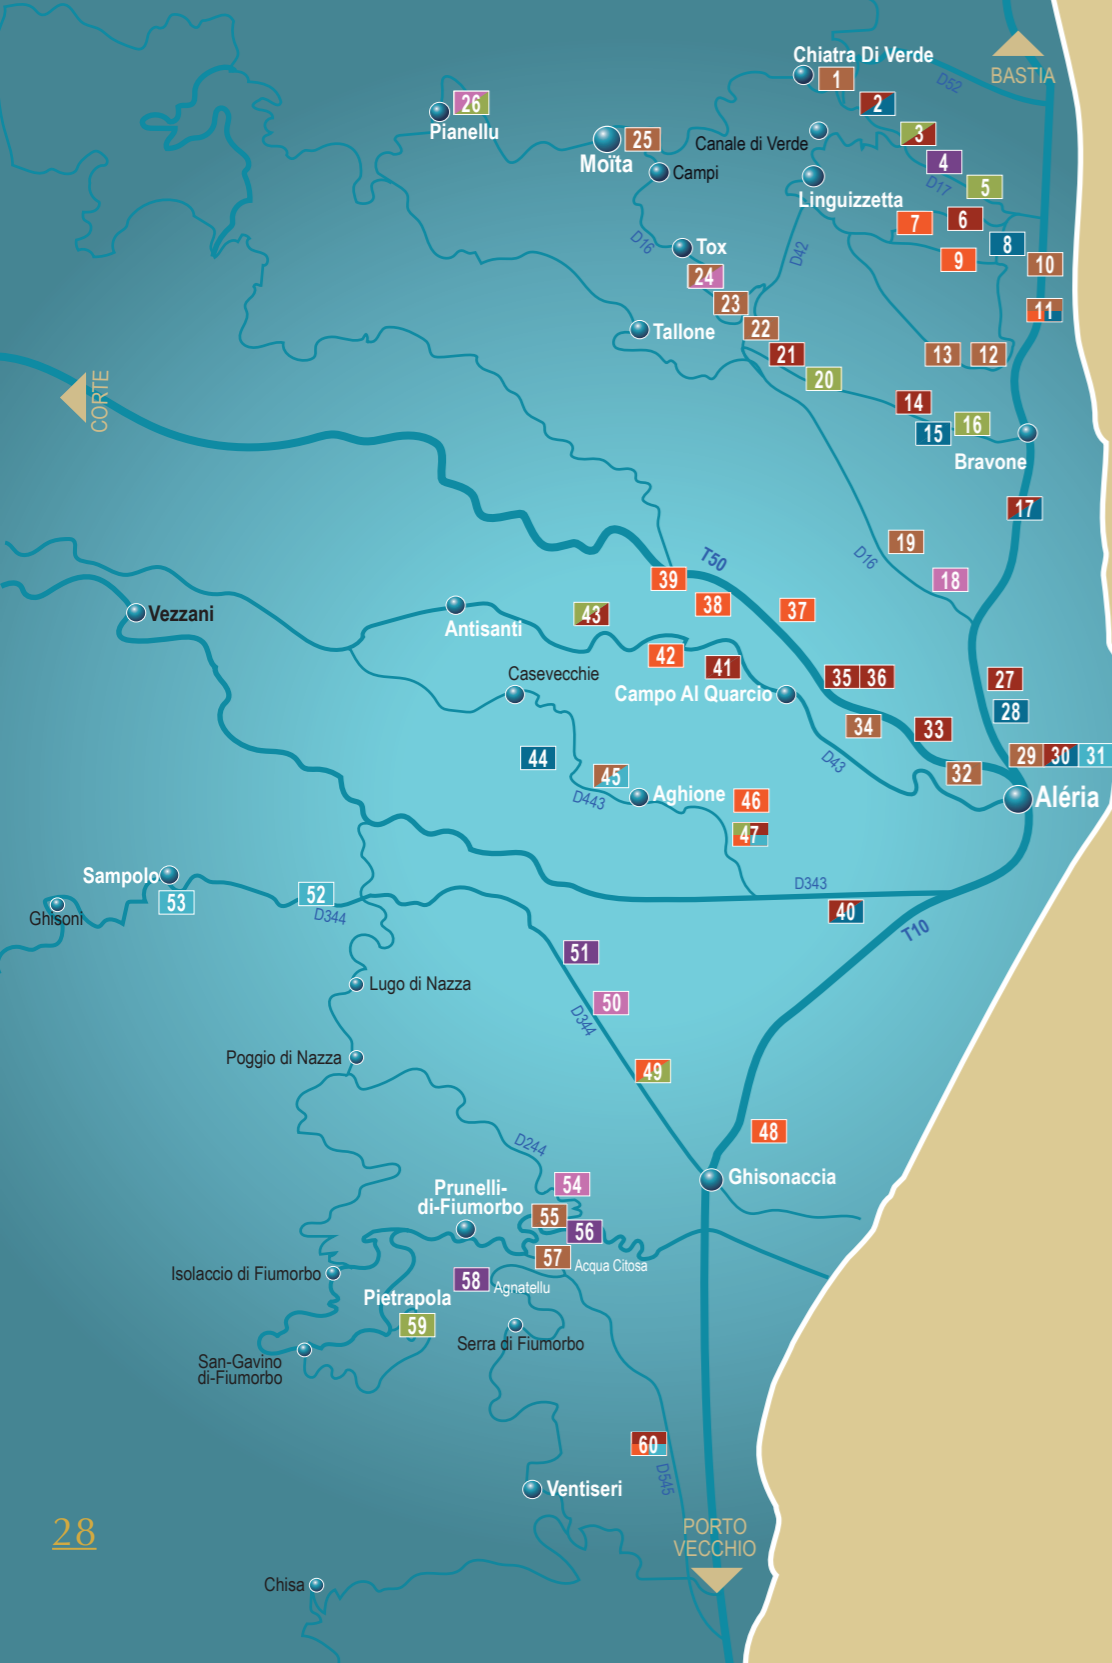 Chiatra Di Verde
1
BASTIA
D52
26
2
Pianellu
3
25
Canale di Verde
Moïta
4
Campi
D17
5
Linguizzetta
7
6
D16
Tox
D42
8
9
10
24
23
11
22
Tallone
21
13
12
20
CORTE
14
16
15
Bravone
17
19
T50
D16
18
39
38
37
43
Vezzani
Antisanti
42
41
Casevecchie
35
36
27
Campo Al Quarcio
28
34
33
44
29
30
31
45
D43
32
Aghione
46
Aléria
D443
47
Sampolo
D343
52
53
40
Ghisoni
D344
T10
51
Lugo di Nazza
50
D344
Poggio di Nazza
49
48
D244
Ghisonaccia
54
Prunelli-
di-Fiumorbo
55
56
57
Acqua Citosa
Isolaccio di Fiumorbo
58
Agnatellu
Pietrapola
59
Serra di Fiumorbo
San-Gavino
di-Fiumorbo
60
D545
Ventiseri
28
PORTO
VECCHIO
Chisa